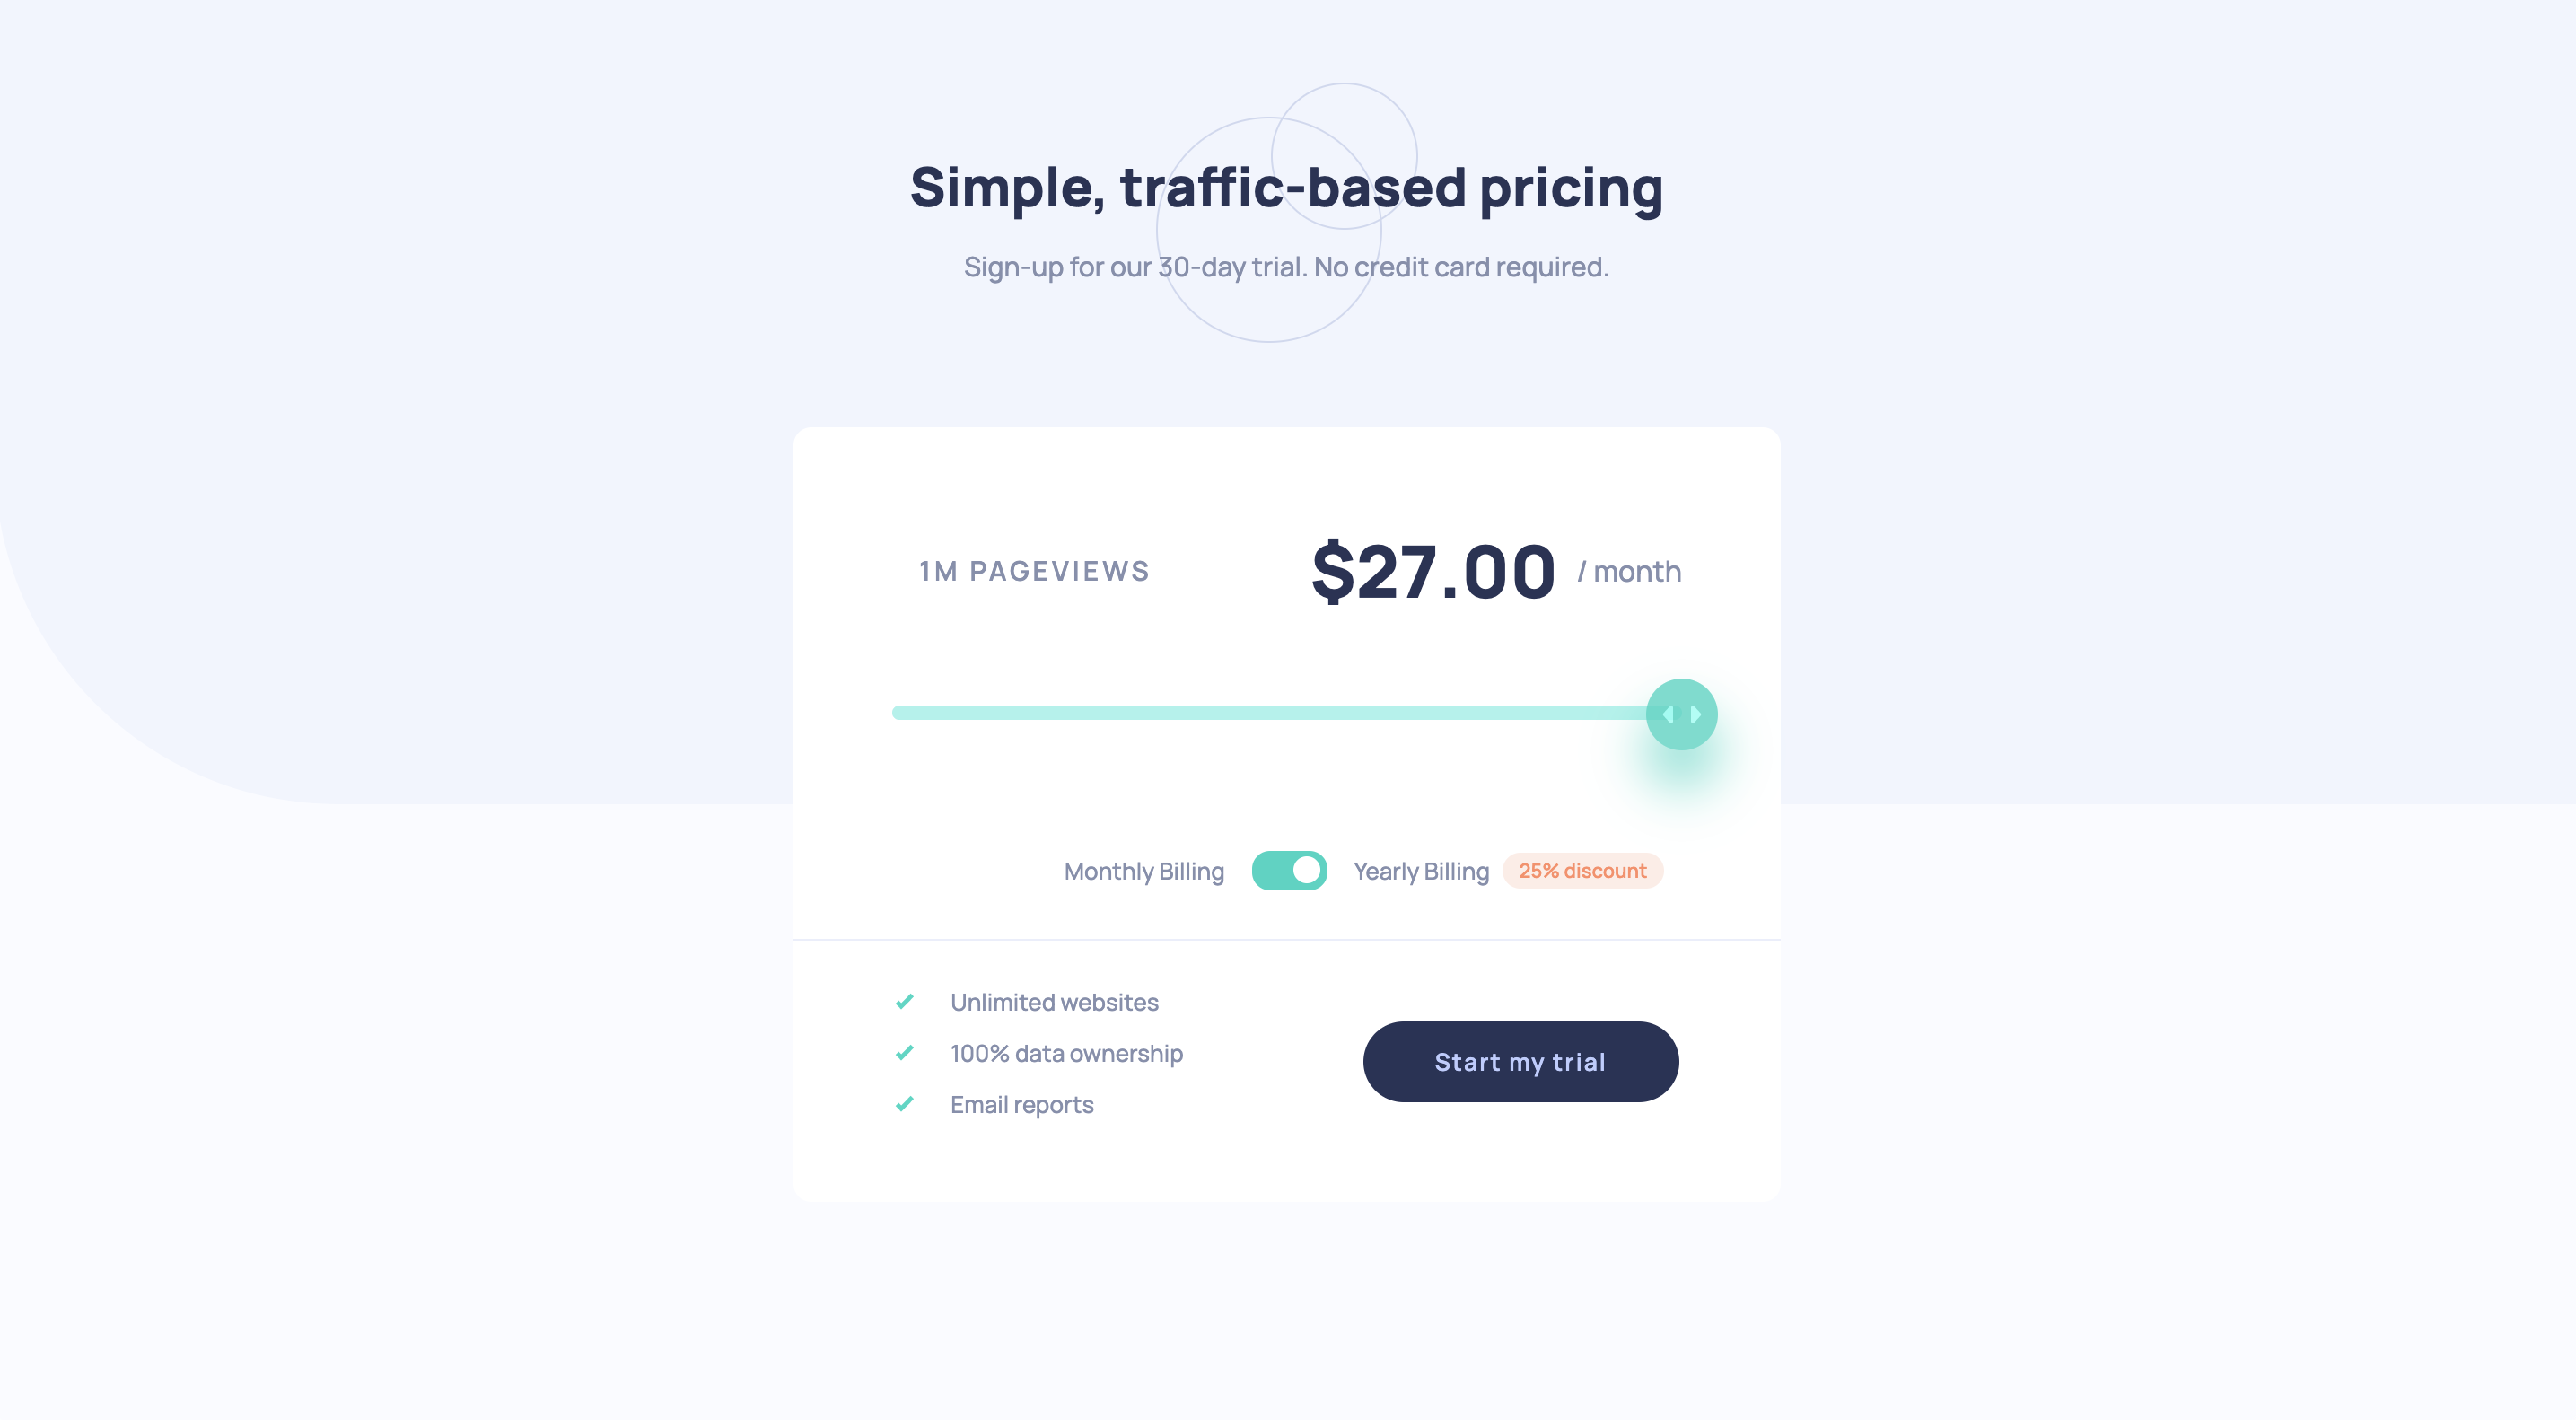 Simple, traffic-based pricing
Sign-up for our 30-day trial. No credit card required.
1M PAGEVIEWS
$27.00 / month
Monthly Billing
Yearly Billing 25% discount
Unlimited websites
100% data ownership
Email reports
Start my trial